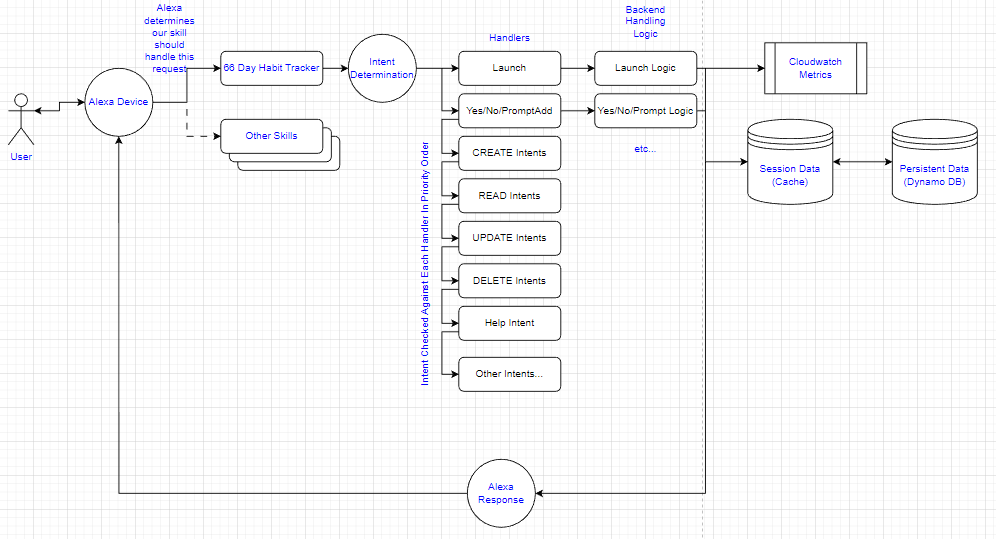 Alexa
determines
our skill
should
handle this
request
Backend
Handling
Logic
Handlers
User
Alexa Device
66 Day Habit Tracker
Other Skills
Intent
Determination
Launch
Yes/No/PromptAdd
CREATE Intents
READ Intents
UPDATE Intents
DELETE Intents
Help Intent
Other Intents...
Intent Checked Against Each Handler In Priority Order
Launch Logic
Yes/No/Prompt Logic
etc...
Cloudwatch
Metrics
Session Data
(Cache)
Persistent Data
(Dynamo DB)
Alexa
Response